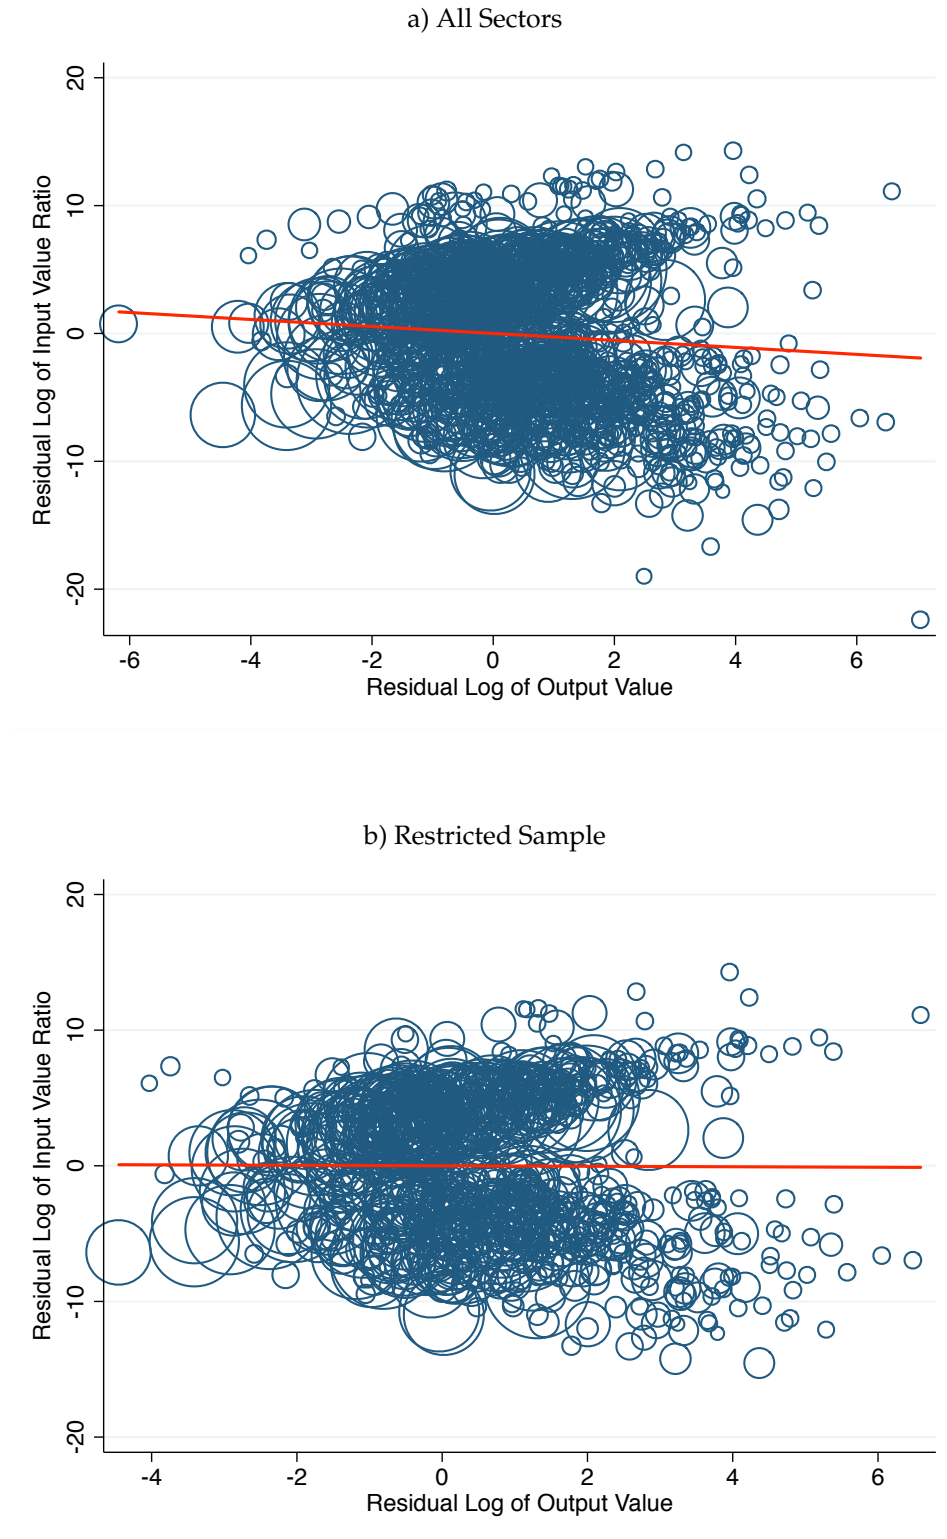 a) All Sectors
20
10
0
-10
-20
Residual Log of Input Value Ratio
-6 -4 -2 0 2 4 6
Residual Log of Output Value
b) Restricted Sample
20
10
0
-10
-20
Residual Log of Input Value Ratio
-4 -2 0 2 4 6
Residual Log of Output Value